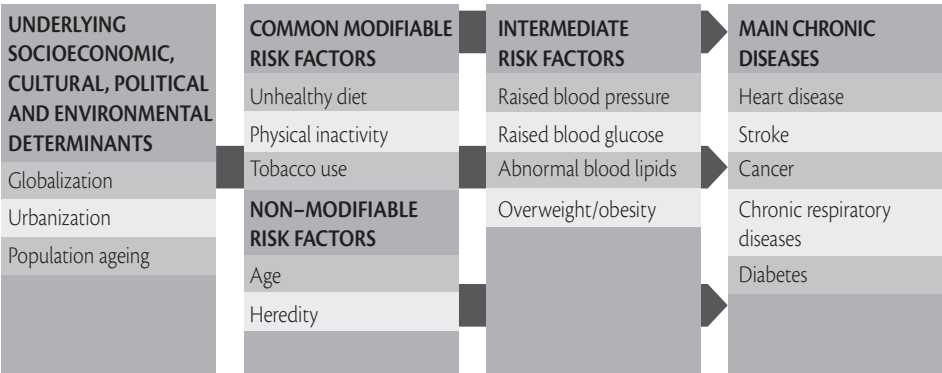 UNDERLYING
SOCIOECONOMIC,
CULTURAL, POLITICAL
AND ENVIRONMENTAL
DETERMINANTS
Globalization
Urbanization
Population ageing
COMMON MODIFIABLE
RISK FACTORS
Unhealthy diet
Physical inactivity
Tobacco use
NON–MODIFIABLE
RISK FACTORS
Age
Heredity
INTERMEDIATE
RISK FACTORS
Raised blood pressure
Raised blood glucose
Abnormal blood lipids
Overweight/obesity
MAIN CHRONIC
DISEASES
Heart disease
Stroke
Cancer
Chronic respiratory
diseases
Diabetes